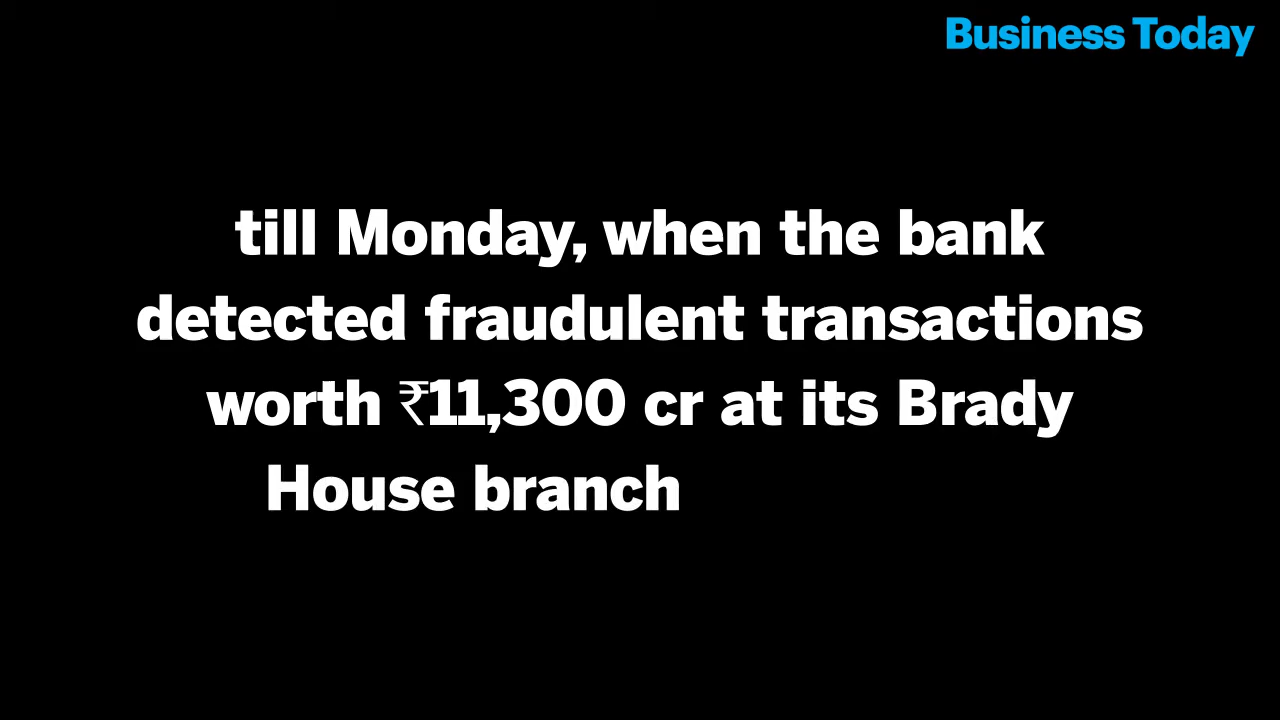 Business Today
till Monday, when the bank
detected fraudulent transactions
worth ₹11,300 cr at its Brady
House branch